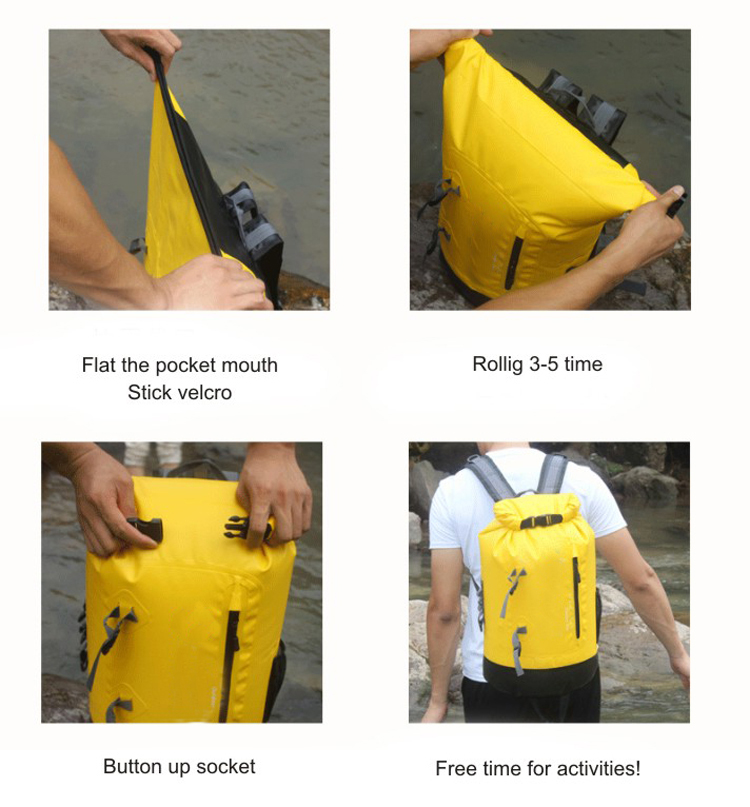 Flat the pocket mouth
Stick velcro
Rollig 3-5 time
Button up socket
Free time for activities!